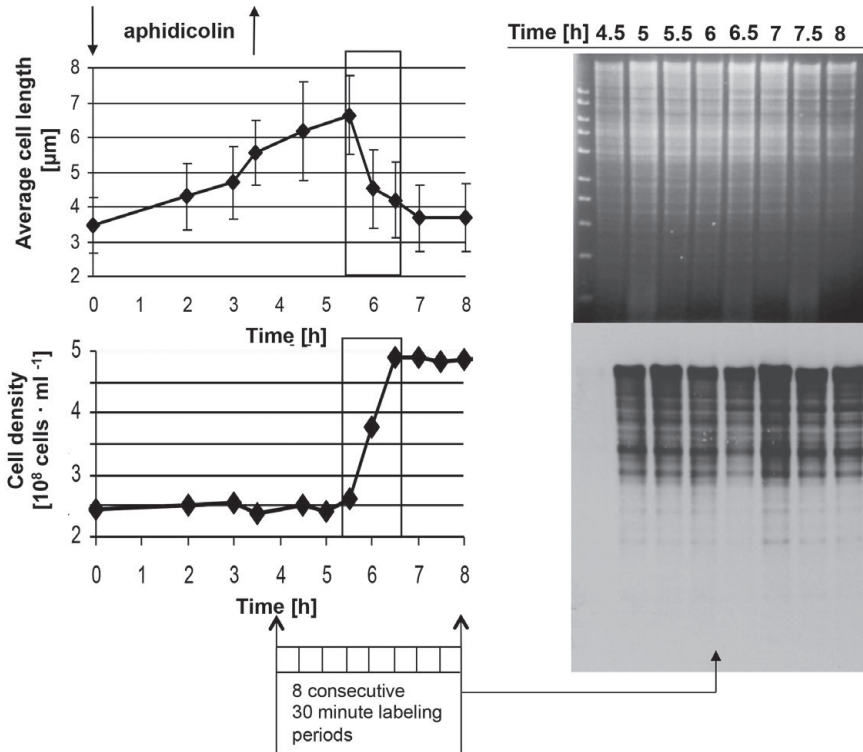 aphidicolin
Time [h] 4.5 5 5.5 6 6.5 7 7.5 8
Average cell length
[µm]
8
7
6
5
4
3
2
0 1 2 3 4 5 6 7 8
Time [h]
Cell density
[10⁸ cells · ml ⁻¹]
5
4
3
2
0 1 2 3 4 5 6 7 8
Time [h]
8 consecutive
30 minute labeling
periods